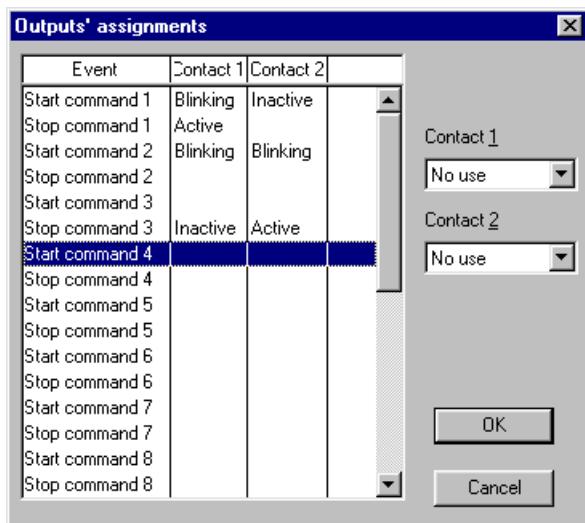 Outputs' assignments
Event Contact 1 Contact 2
Start command 1 Blinking Inactive
Stop command 1 Active
Start command 2 Blinking Blinking
Stop command 2
Start command 3
Stop command 3 Inactive Active
Start command 4
Stop command 4
Start command 5
Stop command 5
Start command 6
Stop command 6
Start command 7
Stop command 7
Start command 8
Stop command 8
Contact 1
No use
Contact 2
No use
OK
Cancel